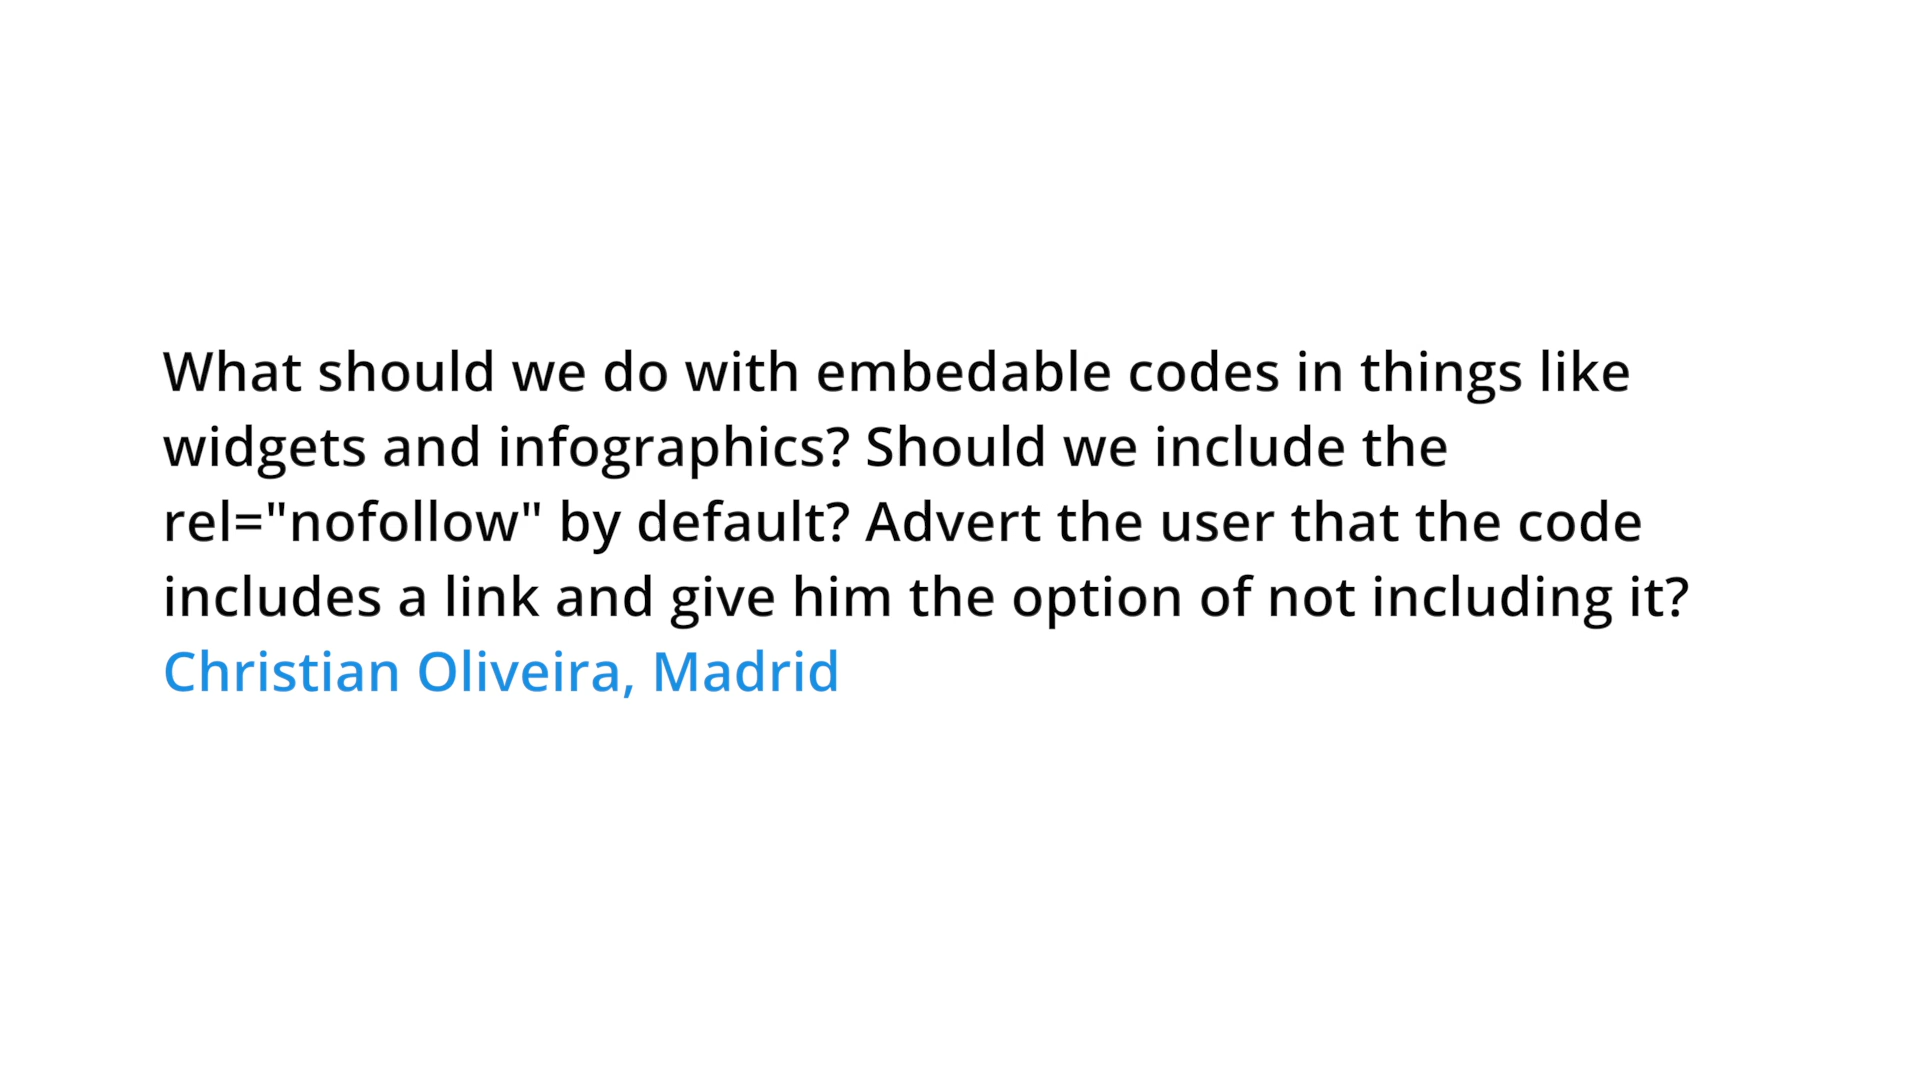 What should we do with embedable codes in things like
widgets and infographics? Should we include the
rel="nofollow" by default? Advert the user that the code
includes a link and give him the option of not including it?
Christian Oliveira, Madrid